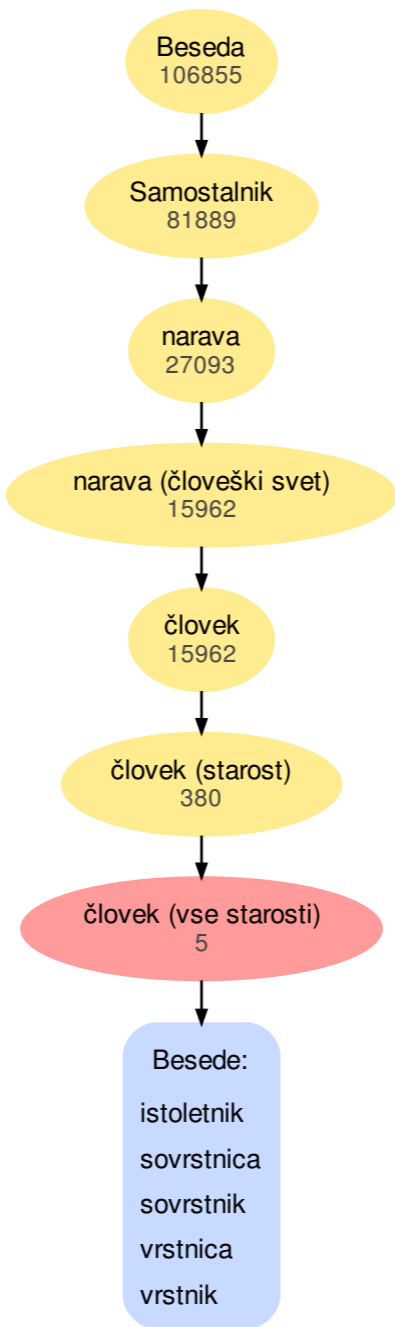 Beseda
106855
Samostalnik
81889
narava
27093
narava (človeški svet)
15962
človek
15962
človek (starost)
380
človek (vse starosti)
5
Besede:
istoletnik
sovrstnica
sovrstnik
vrstnica
vrstnik